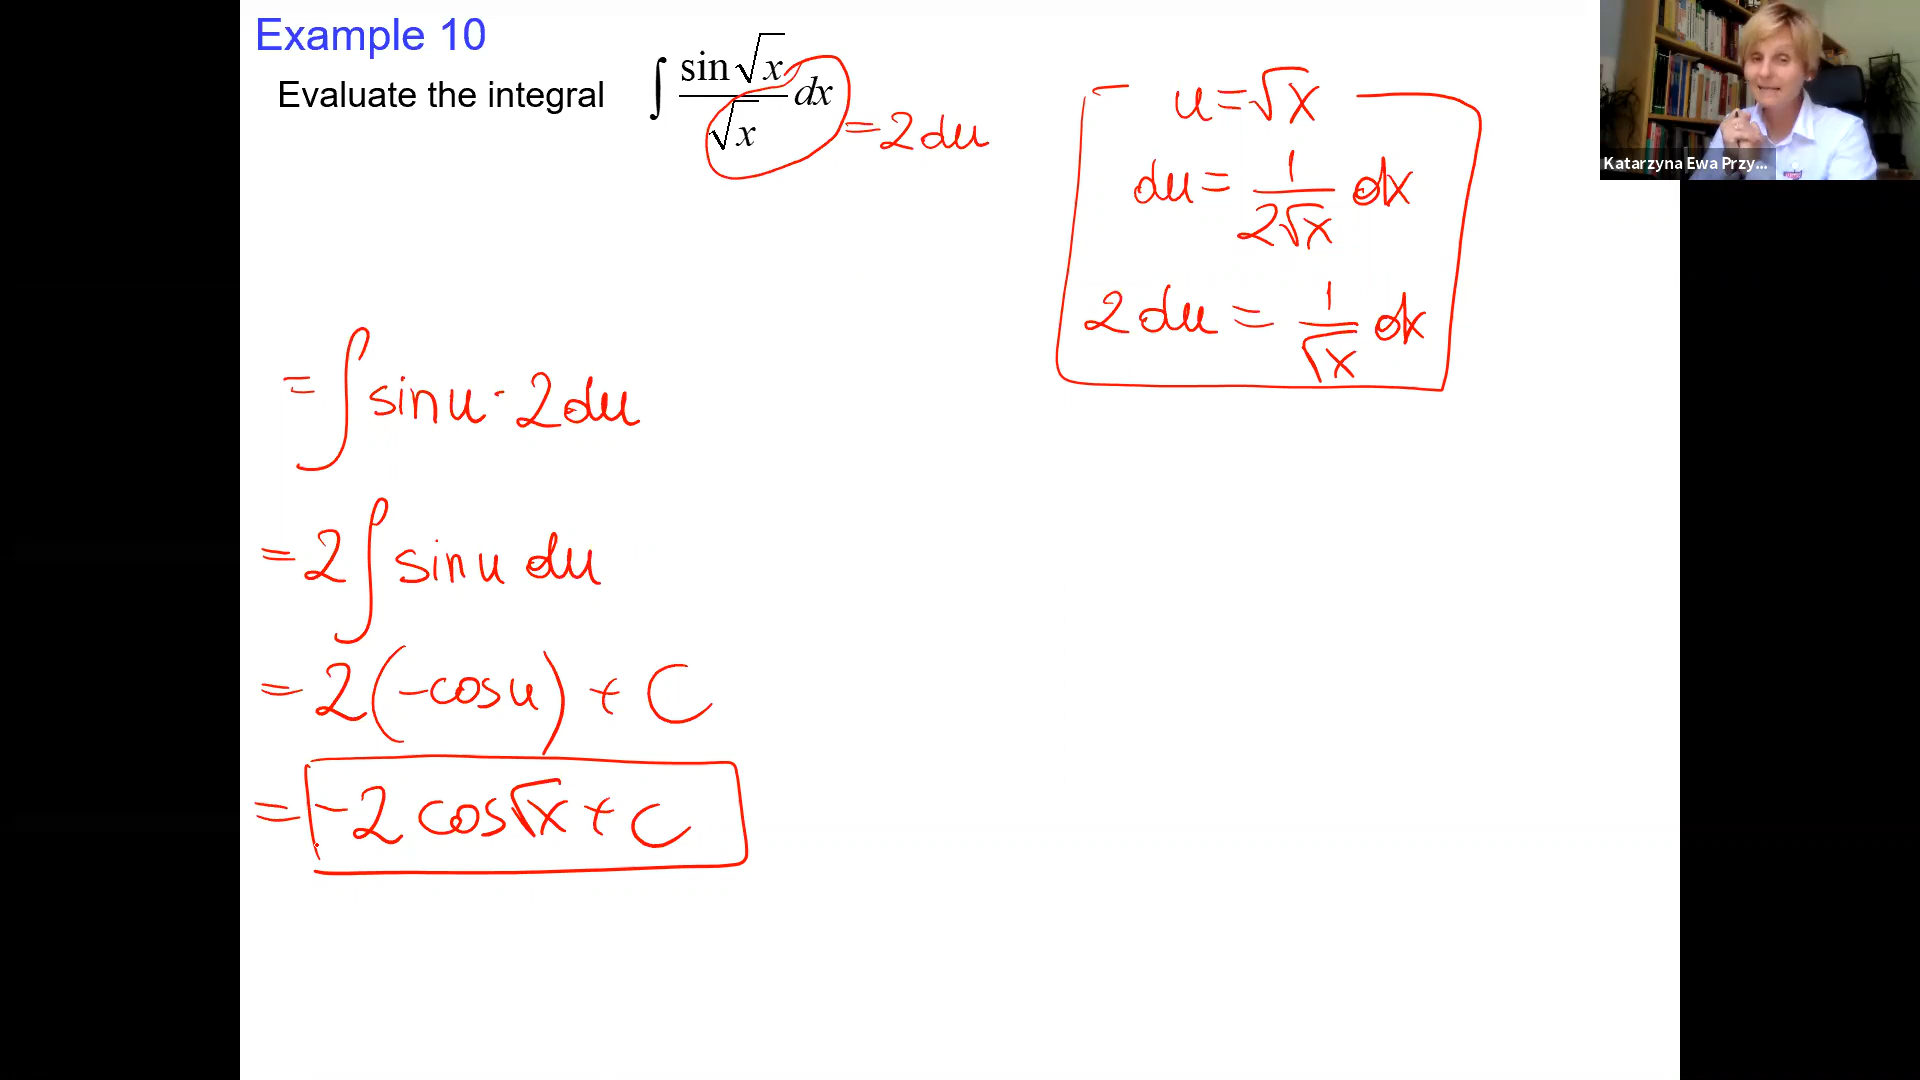 Example 10
Evaluate the integral ∫ sin√x / √x dx = 2du
u = √x
du = 1 / 2√x dx
2du = 1 / √x dx
= ∫ sin u · 2du
= 2 ∫ sin u du
= 2(-cos u) + C
= -2 cos√x + C
Katarzyna Ewa Przy...